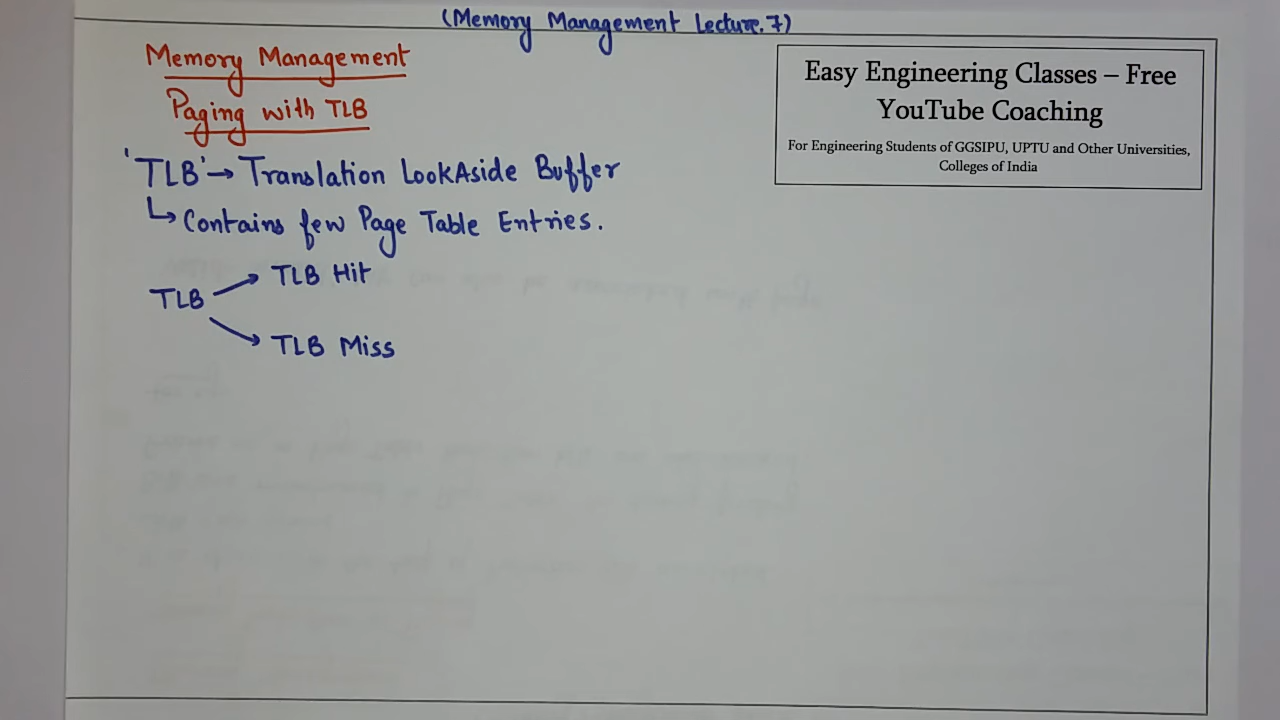 (Memory Management Lecture.7)
Memory Management
Paging with TLB
Easy Engineering Classes – Free
YouTube Coaching
For Engineering Students of GGSIPU, UPTU and Other Universities,
Colleges of India
'TLB'→ Translation LookAside Buffer
↳ Contains few Page Table Entries.
TLB → TLB Hit
→ TLB Miss